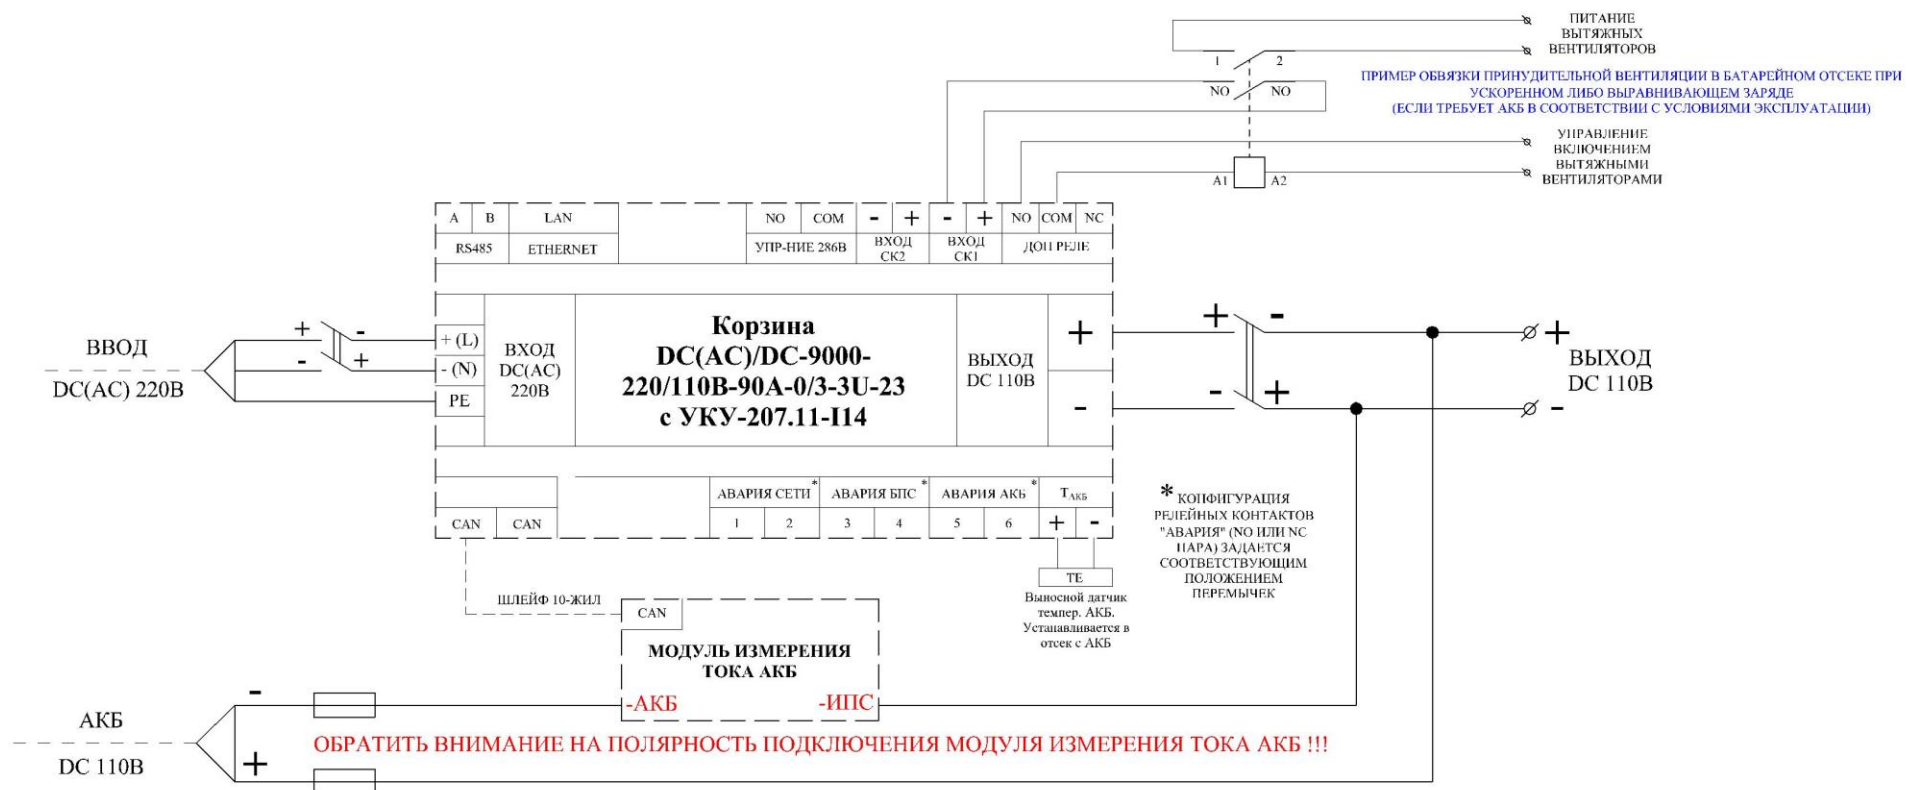 ПИТАНИЕ
ВЫТЯЖНЫХ
ВЕНТИЛЯТОРОВ
1 2
NO NO
ПРИМЕР ОБВЯЗКИ ПРИНУДИТЕЛЬНОЙ ВЕНТИЛЯЦИИ В БАТАРЕЙНОМ ОТСЕКЕ ПРИ
УСКОРЕННОМ ЛИБО ВЫРАВНИВАЮЩЕМ ЗАРЯДЕ
(ЕСЛИ ТРЕБУЕТ АКБ В СООТВЕТСТВИИ С УСЛОВИЯМИ ЭКСПЛУАТАЦИИ)
УПРАВЛЕНИЕ
ВКЛЮЧЕНИЕМ
ВЫТЯЖНЫМИ
ВЕНТИЛЯТОРАМИ
A1 A2
A B LAN NO COM - + - + NO COM NC
RS485 ETHERNET УПР-НИЕ 286В ВХОД СК2 ВХОД СК1 ДОП РЕЛЕ
ВВОД
DC(AC) 220В
+ -
- +
+ (L)
- (N)
PE
ВХОД
DC(AC)
220В
Корзина
DC(AC)/DC-9000-
220/110В-90А-0/3-3U-23
с УКУ-207.11-I14
ВЫХОД
DC 110В
+
-
+ -
- +
+
-
ВЫХОД
DC 110В
АВАРИЯ СЕТИ* АВАРИЯ БПС* АВАРИЯ АКБ* TАКБ
CAN CAN 1 2 3 4 5 6 + -
* КОНФИГУРАЦИЯ
РЕЛЕЙНЫХ КОНТАКТОВ
"АВАРИЯ" (NO ИЛИ NC
ПАРА) ЗАДАЕТСЯ
СООТВЕТСТВУЮЩИМ
ПОЛОЖЕНИЕМ
ПЕРЕМЫЧЕК
TE
Выносной датчик
темпер. АКБ.
Устанавливается в
отсек с АКБ
ШЛЕЙФ 10-ЖИЛ
CAN
МОДУЛЬ ИЗМЕРЕНИЯ
ТОКА АКБ
-АКБ -ИПС
АКБ
DC 110В
-
+
ОБРАТИТЬ ВНИМАНИЕ НА ПОЛЯРНОСТЬ ПОДКЛЮЧЕНИЯ МОДУЛЯ ИЗМЕРЕНИЯ ТОКА АКБ !!!